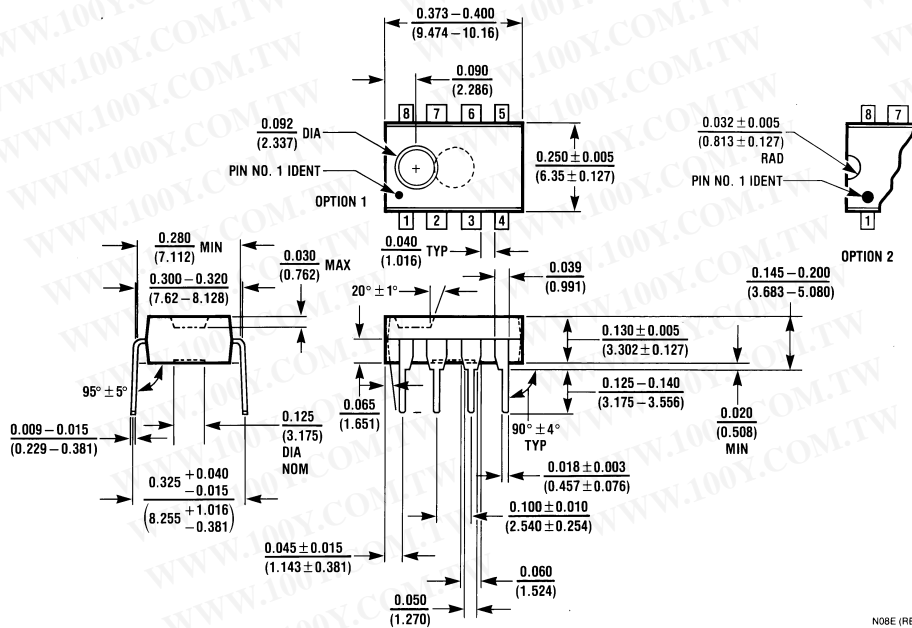 0.373 – 0.400
(9.474 – 10.16)
0.090
(2.286)
8 7 6 5
0.092 DIA
(2.337)
PIN NO. 1 IDENT
OPTION 1
+
0.250 ± 0.005
(6.35 ± 0.127)
1 2 3 4
0.032 ± 0.005
(0.813 ± 0.127)
RAD
PIN NO. 1 IDENT
8 7
1
OPTION 2
0.280 MIN
(7.112)
0.300 – 0.320
(7.62 – 8.128)
0.030 MAX
(0.762)
0.040 TYP
(1.016)
0.039
(0.991)
20° ± 1°
0.145 – 0.200
(3.683 – 5.080)
0.130 ± 0.005
(3.302 ± 0.127)
0.125 – 0.140
(3.175 – 3.556)
0.020
(0.508)
MIN
95° ± 5°
0.065
(1.651)
90° ± 4°
TYP
0.009 – 0.015
(0.229 – 0.381)
0.125
(3.175)
DIA
NOM
0.018 ± 0.003
(0.457 ± 0.076)
0.325 +0.040 −0.015
(8.255 +1.016 −0.381)
0.100 ± 0.010
(2.540 ± 0.254)
0.045 ± 0.015
(1.143 ± 0.381)
0.060
(1.524)
0.050
(1.270)
N08E (RE
WWW.100Y.COM.TW